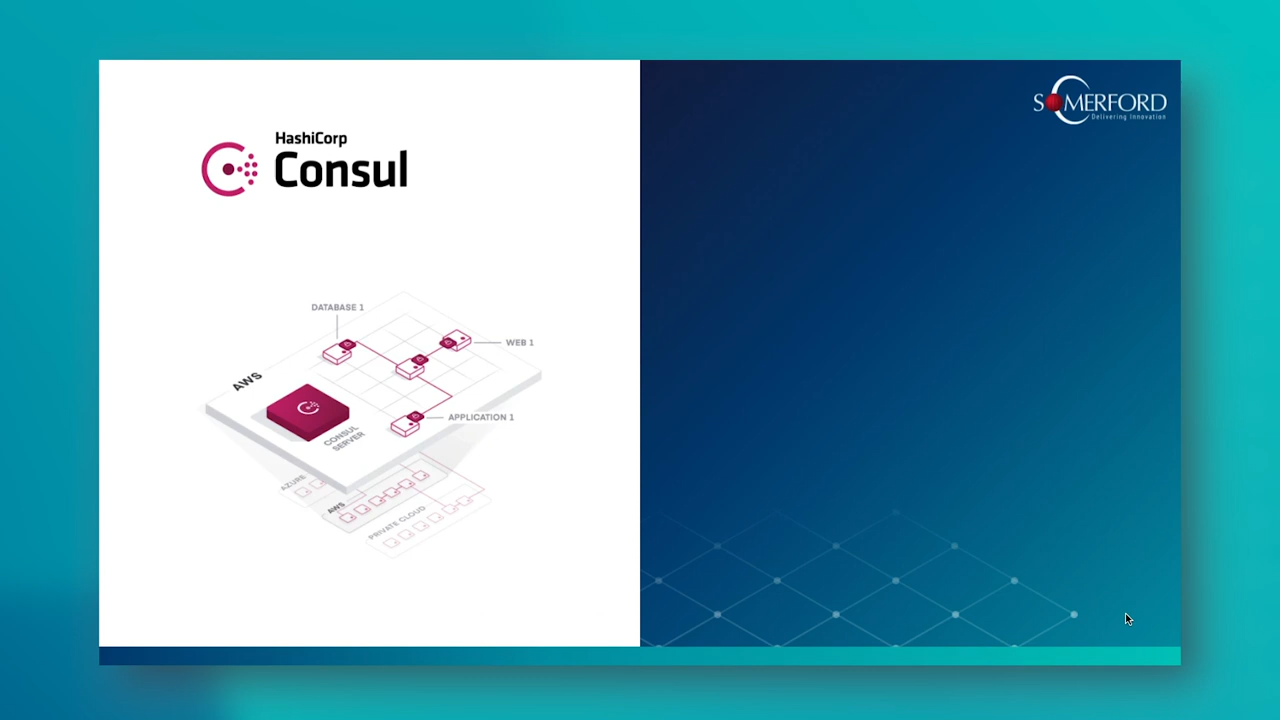 SOMERFORD
Delivering Innovation
HashiCorp
Consul
DATABASE 1
WEB 1
AWS
APPLICATION 1
CONSUL
SERVER
AZURE
AWS
PRIVATE CLOUD